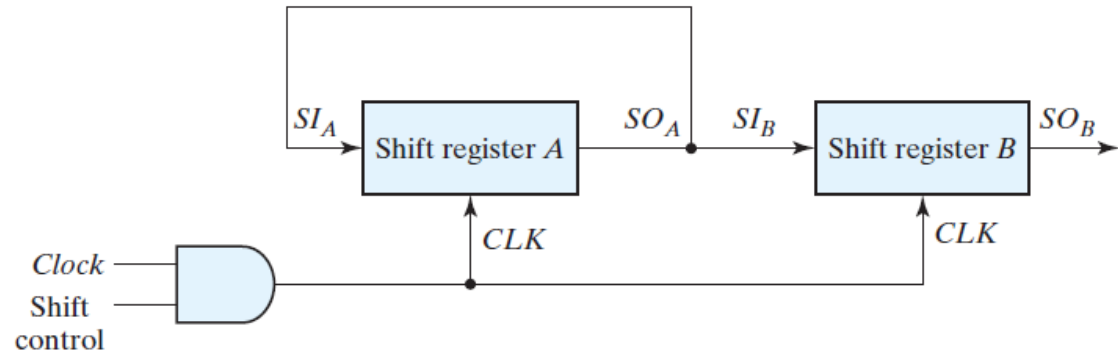 SI_A
Shift register A
SO_A
SI_B
Shift register B
SO_B
CLK
CLK
Clock
Shift
control